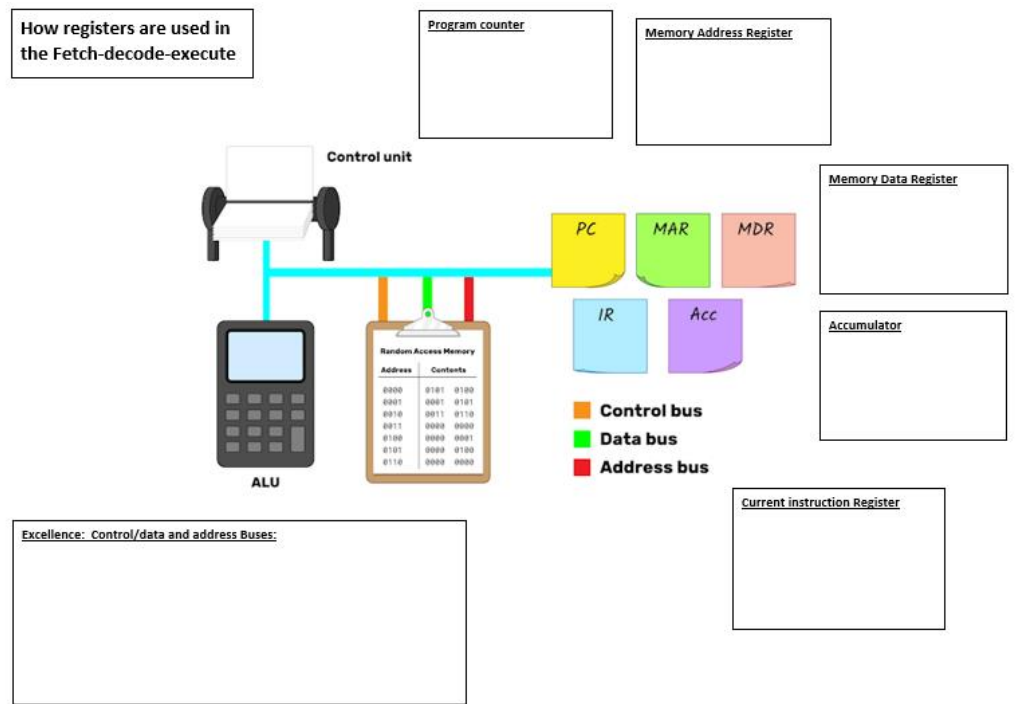 How registers are used in
the Fetch-decode-execute
Program counter
Memory Address Register
Control unit
Memory Data Register
PC
MAR
MDR
IR
Acc
Accumulator
Random Access Memory
Address Contents
0000 0101 0100
0001 0001 0101
0010 0011 0110
0011 0000 0000
0100 0000 0001
0101 0000 0100
0110 0000 0000
Control bus
Data bus
Address bus
ALU
Current instruction Register
Excellence: Control/data and address Buses: